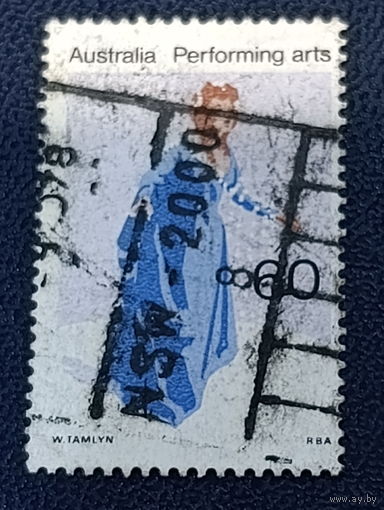 Australia Performing arts
NSW-2000
60
W.TAMLYN
RBA
www.ay.by